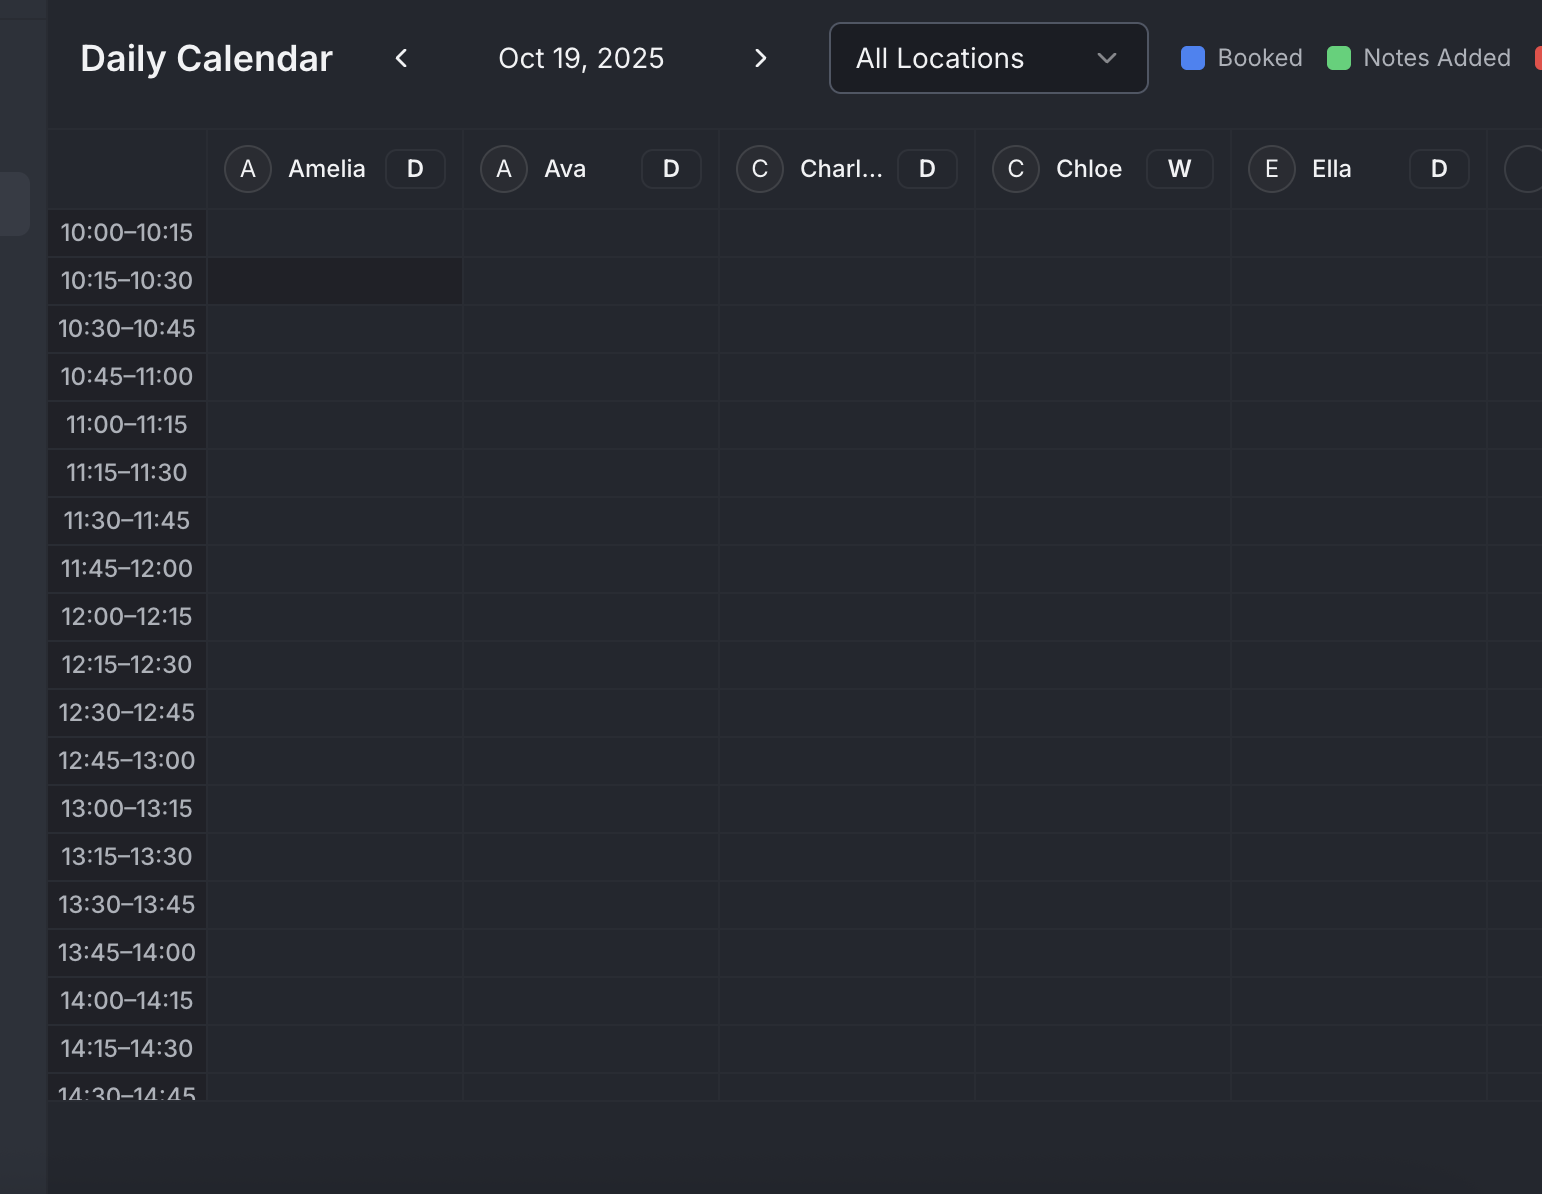 Daily Calendar
Oct 19, 2025
All Locations
Booked
Notes Added
A Amelia D
A Ava D
C Charl... D
C Chloe W
E Ella D
10:00–10:15
10:15–10:30
10:30–10:45
10:45–11:00
11:00–11:15
11:15–11:30
11:30–11:45
11:45–12:00
12:00–12:15
12:15–12:30
12:30–12:45
12:45–13:00
13:00–13:15
13:15–13:30
13:30–13:45
13:45–14:00
14:00–14:15
14:15–14:30
14:30–14:45